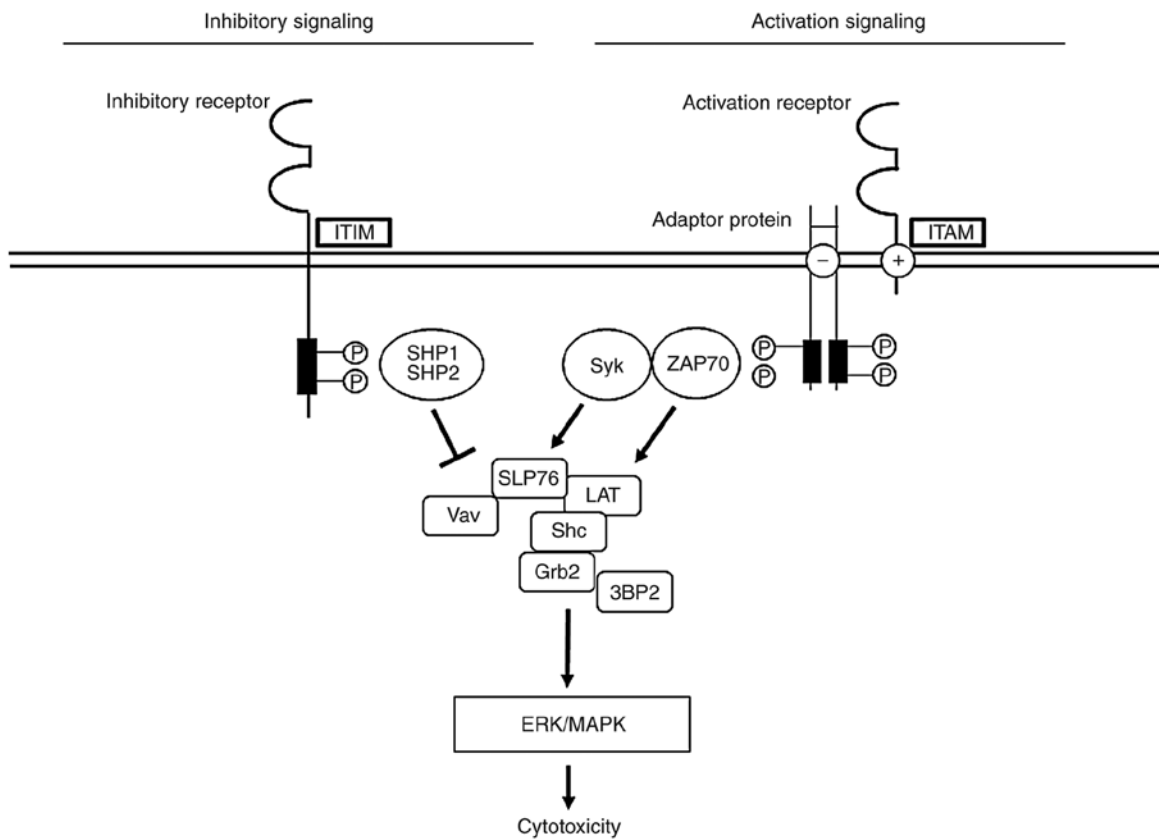 Inhibitory signaling
Activation signaling
Inhibitory receptor
Activation receptor
Adaptor protein
ITIM
ITAM
−
+
P
P
SHP1
SHP2
Syk
ZAP70
P
P
P
P
SLP76
LAT
Vav
Shc
Grb2
3BP2
ERK/MAPK
Cytotoxicity